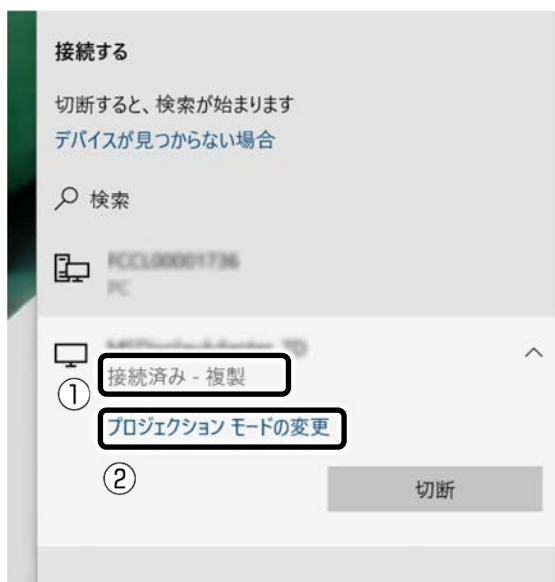 接続する
切断すると、検索が始まります
デバイスが見つからない場合
検索
PC
接続済み - 複製
①
プロジェクション モードの変更
②
切断